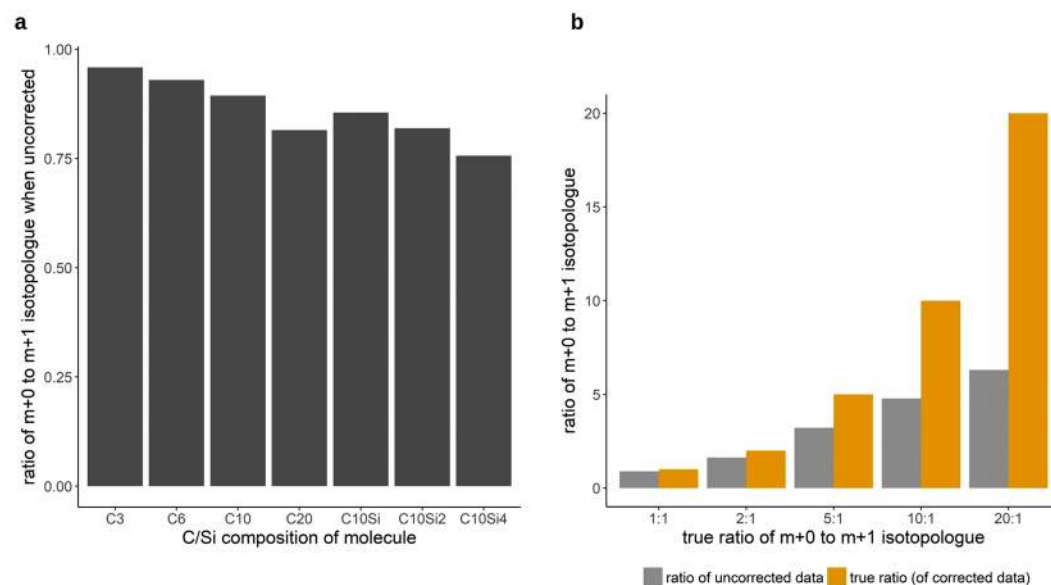 a
ratio of m+0 to m+1 isotopologue when uncorrected
1.00
0.75
0.50
0.25
0.00
C3 C6 C10 C20 C10Si C10Si2 C10Si4
C/Si composition of molecule
b
ratio of m+0 to m+1 isotopologue
20
15
10
5
0
1:1 2:1 5:1 10:1 20:1
true ratio of m+0 to m+1 isotopologue
ratio of uncorrected data true ratio (of corrected data)